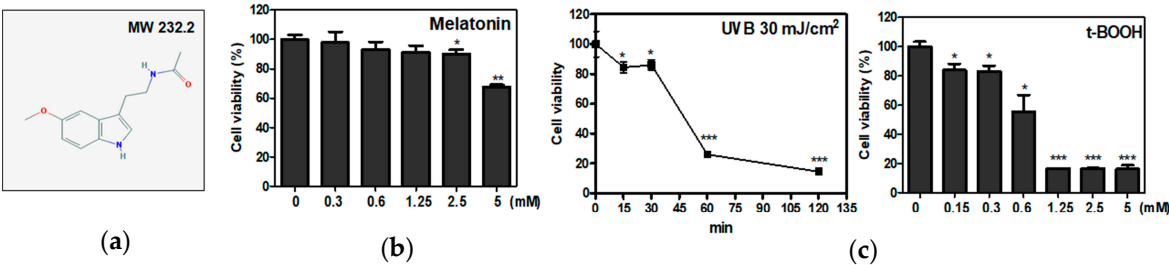 MW 232.2
H
N
O
O
N
H
(a)
Melatonin
Cell viability (%)
120
100
80
60
40
20
0
*
**
0 0.3 0.6 1.25 2.5 5 (mM)
(b)
UVB 30 mJ/cm²
Cell viability
120
100
80
60
40
20
0
* *
***
***
0 15 30 45 60 75 90 105 120 135
min
t-BOOH
Cell viability (%)
120
100
80
60
40
20
0
* *
*
*** *** ***
0 0.15 0.3 0.6 1.25 2.5 5 (mM)
(c)